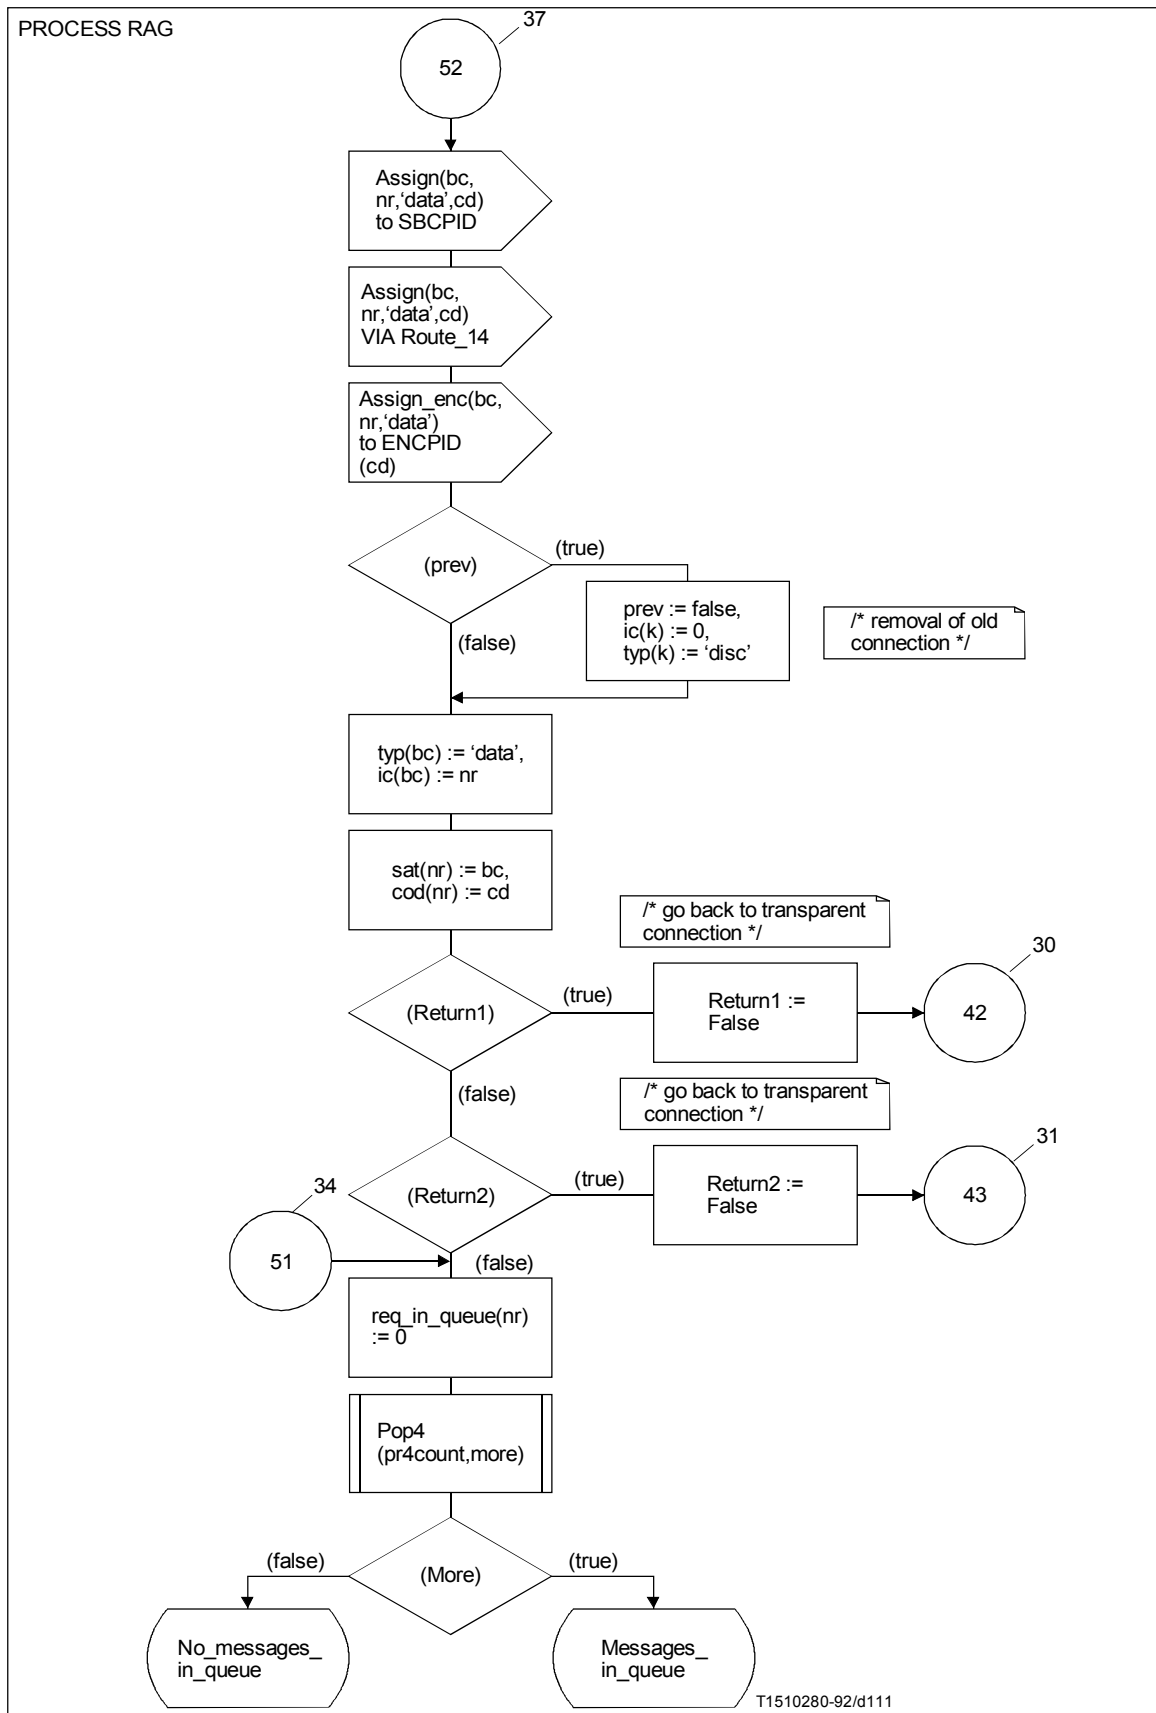 PROCESS RAG
37
52
Assign(bc,
nr,‘data’,cd)
to SBCPID
Assign(bc,
nr,‘data’,cd)
VIA Route_14
Assign_enc(bc,
nr,‘data’)
to ENCPID
(cd)
(prev)
(true)
(false)
prev := false,
ic(k) := 0,
typ(k) := ‘disc’
/* removal of old
connection */
typ(bc) := ‘data’,
ic(bc) := nr
sat(nr) := bc,
cod(nr) := cd
/* go back to transparent
connection */
(Return1)
(true)
(false)
Return1 :=
False
30
42
/* go back to transparent
connection */
(Return2)
(true)
(false)
Return2 :=
False
31
43
34
51
req_in_queue(nr)
:= 0
Pop4
(pr4count,more)
(More)
(false)
(true)
No_messages_
in_queue
Messages_
in_queue
T1510280-92/d111